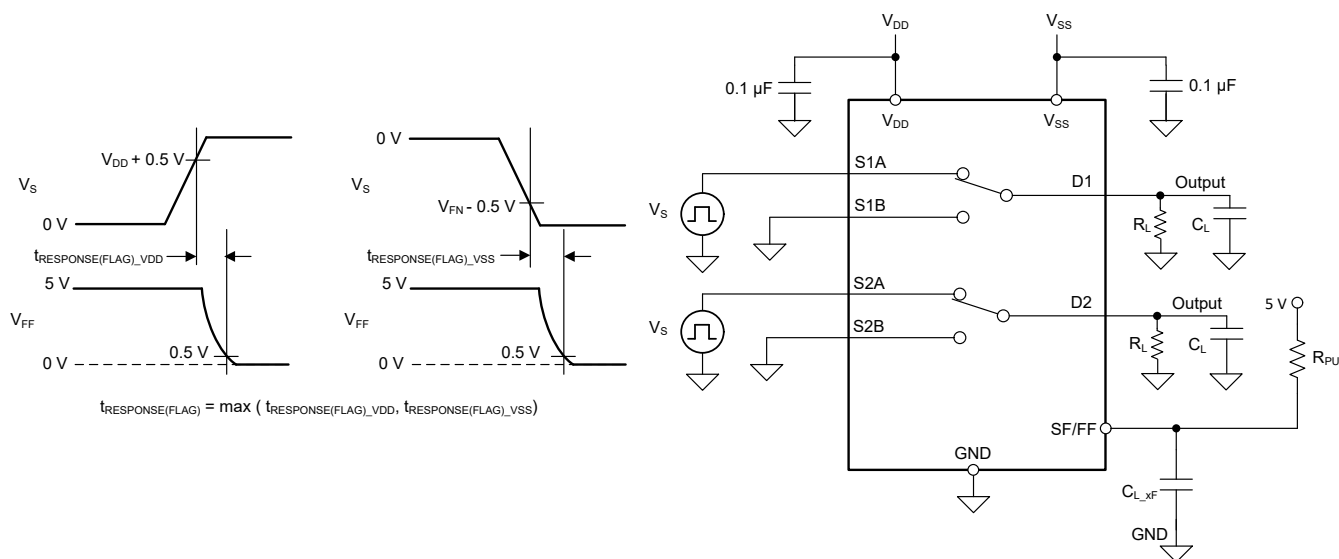 V_DD + 0.5 V
V_S
0 V
t_RESPONSE(FLAG)_VDD
5 V
V_FF
0.5 V
0 V
0 V
V_FN - 0.5 V
t_RESPONSE(FLAG)_VSS
5 V
0.5 V
t_RESPONSE(FLAG) = max ( t_RESPONSE(FLAG)_VDD, t_RESPONSE(FLAG)_VSS)
V_DD
V_SS
0.1 µF
0.1 µF
V_DD
V_SS
S1A
D1
Output
V_S
S1B
R_L
C_L
S2A
D2
Output
5 V
V_S
S2B
R_L
C_L
R_PU
SF/FF
GND
C_L_xF
GND